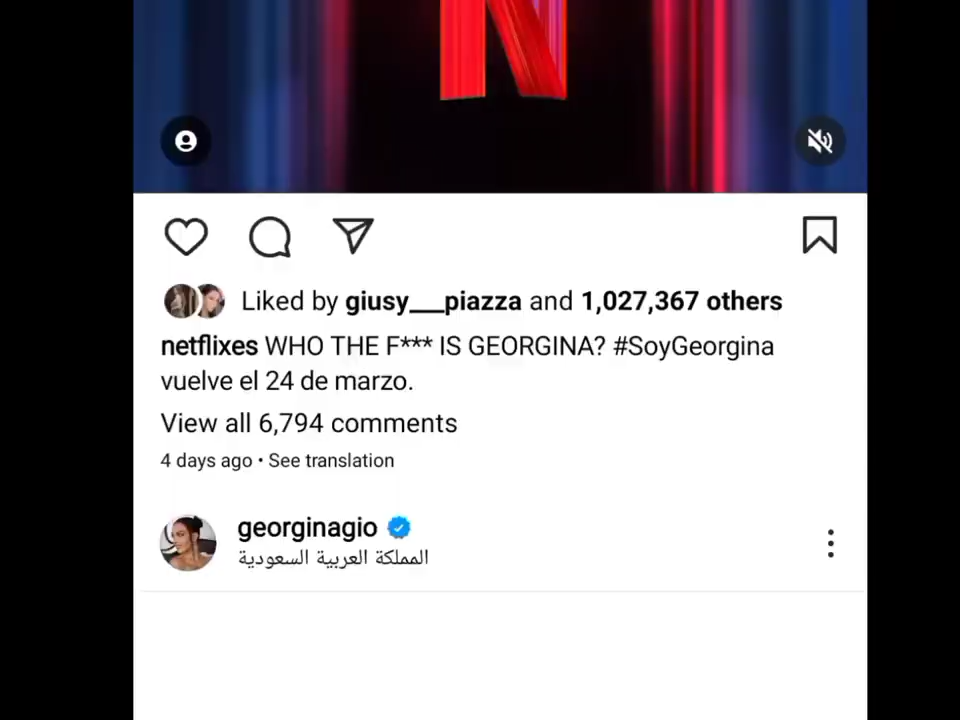 N
Liked by giusy___piazza and 1,027,367 others
netflixes WHO THE F*** IS GEORGINA? #SoyGeorgina
vuelve el 24 de marzo.
View all 6,794 comments
4 days ago • See translation
georginagio
المملكة العربية السعودية